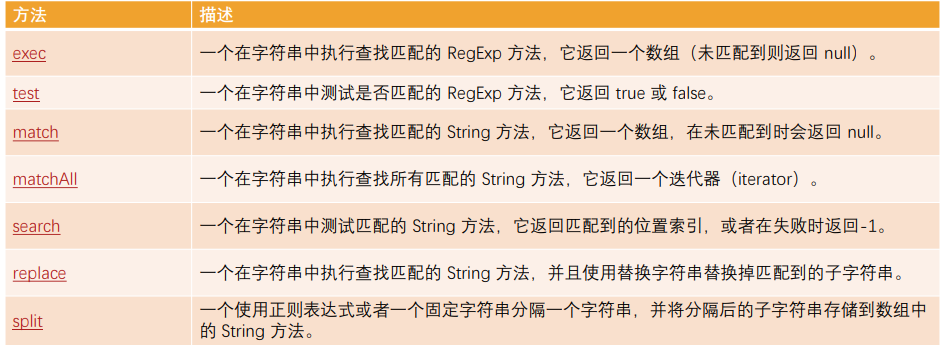 方法 描述
exec 一个在字符串中执行查找匹配的 RegExp 方法，它返回一个数组（未匹配到则返回 null）。
test 一个在字符串中测试是否匹配的 RegExp 方法，它返回 true 或 false。
match 一个在字符串中执行查找匹配的 String 方法，它返回一个数组，在未匹配到时会返回 null。
matchAll 一个在字符串中执行查找所有匹配的 String 方法，它返回一个迭代器（iterator）。
search 一个在字符串中测试匹配的 String 方法，它返回匹配到的位置索引，或者在失败时返回-1。
replace 一个在字符串中执行查找匹配的 String 方法，并且使用替换字符串替换掉匹配到的子字符串。
split 一个使用正则表达式或者一个固定字符串分隔一个字符串，并将分隔后的子字符串存储到数组中
的 String 方法。